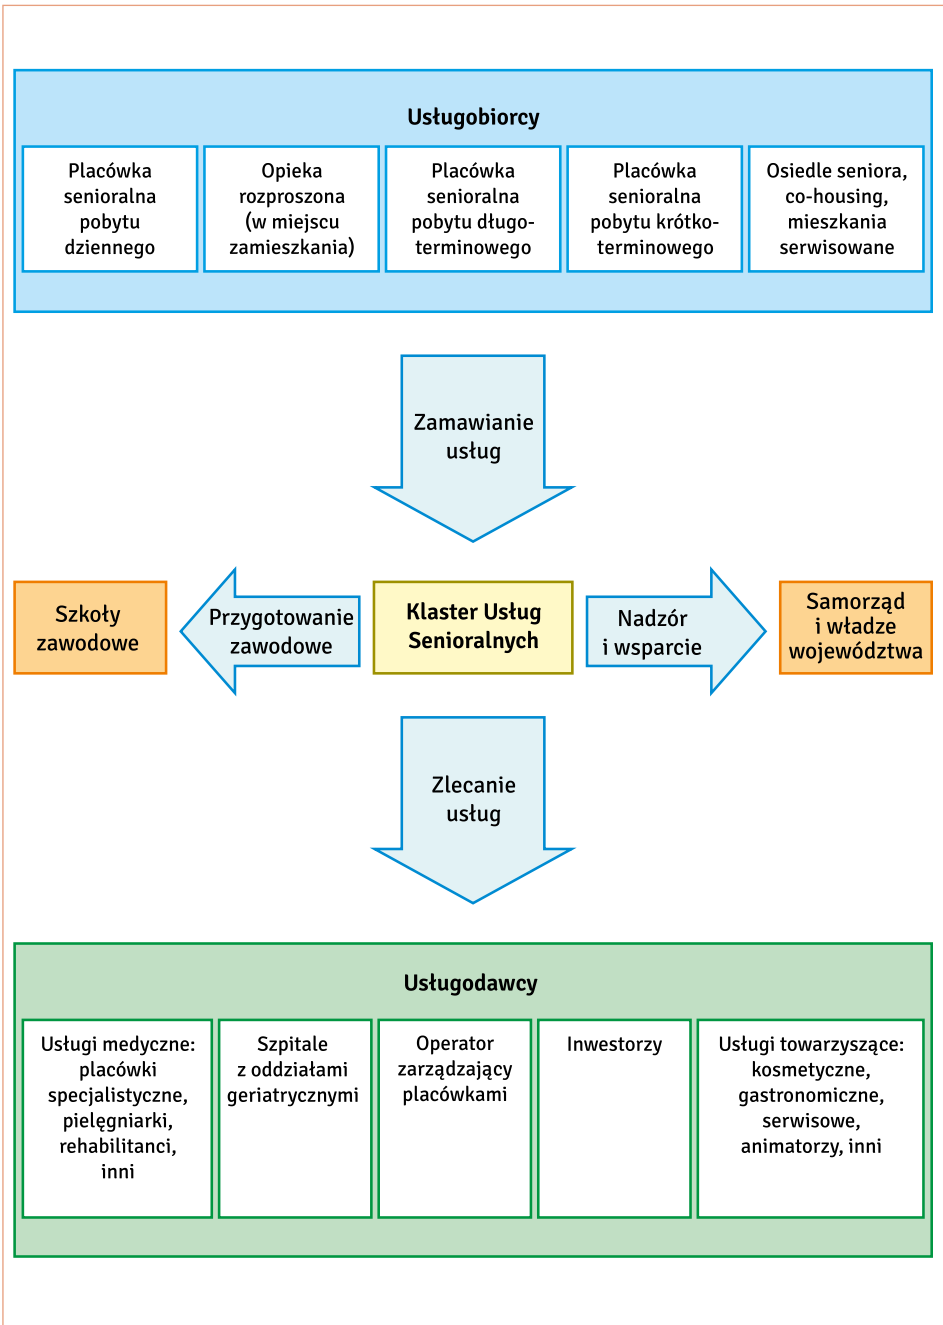 Usługobiorcy
Placówka
senioralna
pobytu
dziennego
Opieka
rozproszona
(w miejscu
zamieszkania)
Placówka
senioralna
pobytu długo-
terminowego
Placówka
senioralna
pobytu krótko-
terminowego
Osiedle seniora,
co-housing,
mieszkania
serwisowane
Zamawianie
usług
Szkoły
zawodowe
Przygotowanie
zawodowe
Klaster Usług
Senioralnych
Nadzór
i wsparcie
Samorząd
i władze
województwa
Zlecanie
usług
Usługodawcy
Usługi medyczne:
placówki
specjalistyczne,
pielęgniarki,
rehabilitanci,
inni
Szpitale
z oddziałami
geriatrycznymi
Operator
zarządzający
placówkami
Inwestorzy
Usługi towarzyszące:
kosmetyczne,
gastronomiczne,
serwisowe,
animatorzy, inni